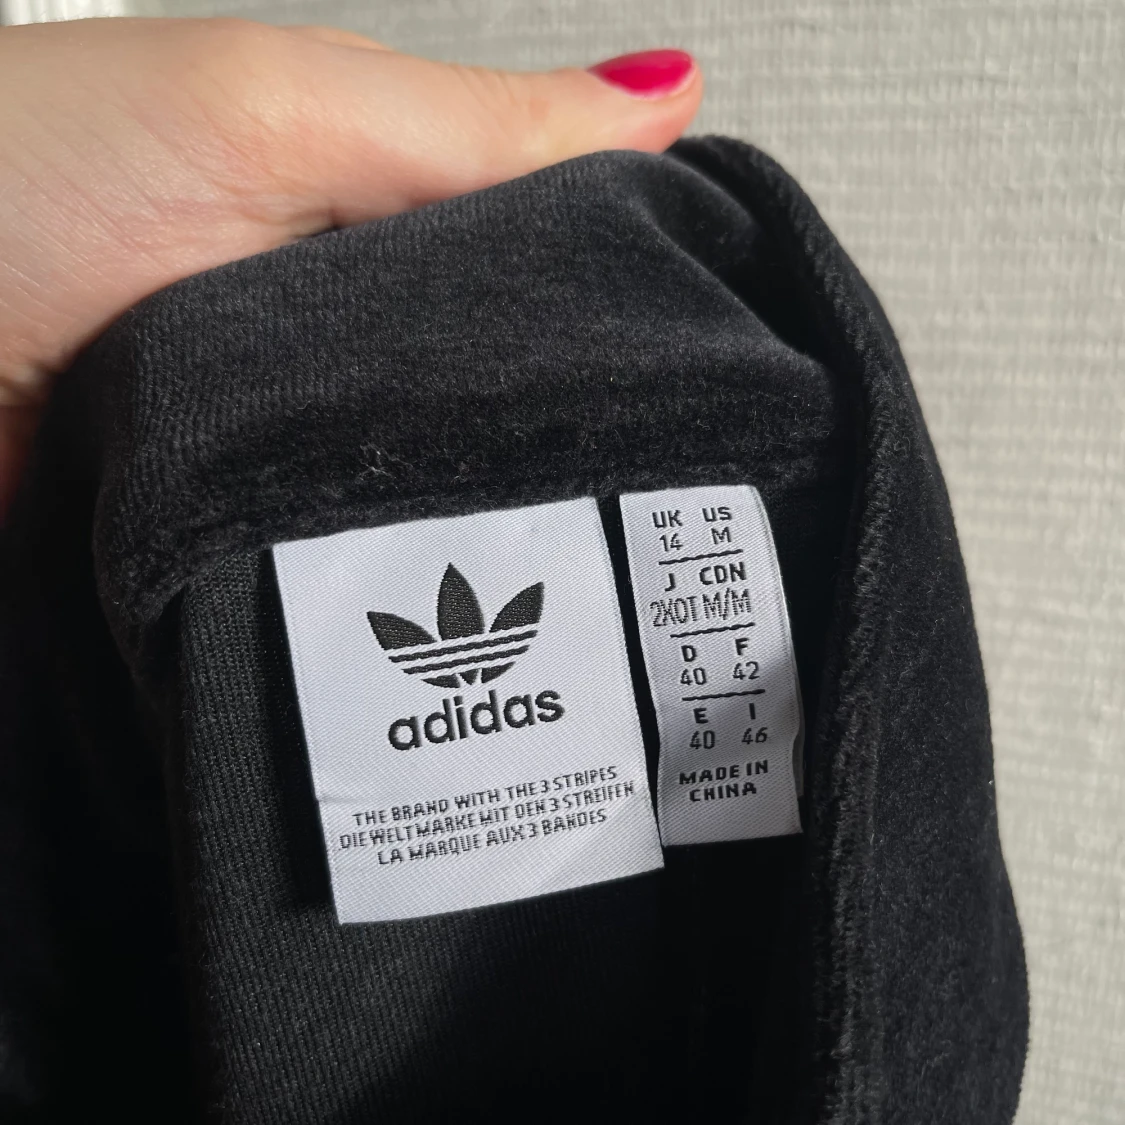 adidas
THE BRAND WITH THE 3 STRIPES
DIE WELTMARKE MIT DEN 3 STREIFEN
LA MARQUE AUX 3 BANDES
UK US
14 M
J CDN
2XOT M/M
D F
40 42
E I
40 46
MADE IN
CHINA